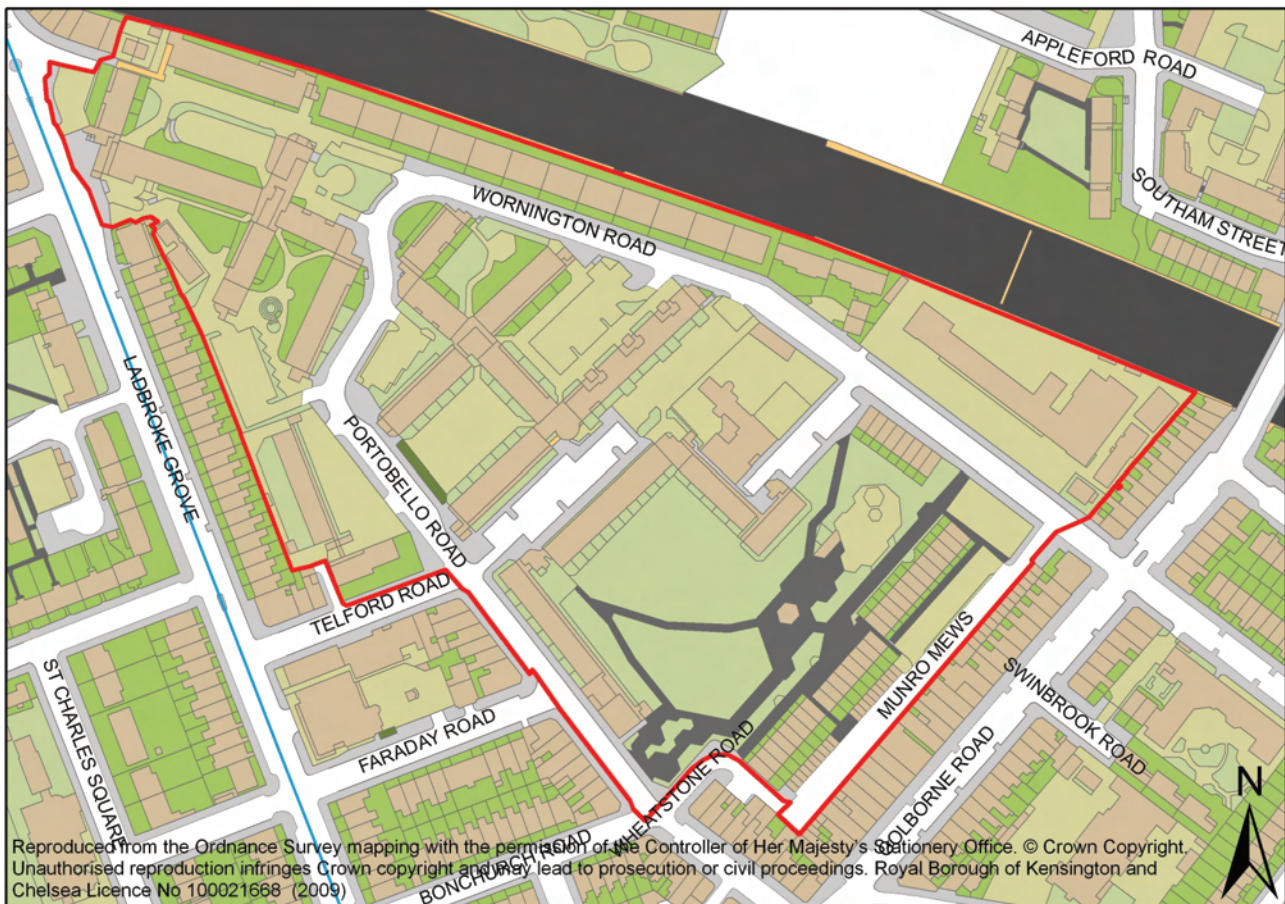 APPLEFORD ROAD
SOUTHAM STREET
WORNINGTON ROAD
LADBROKE GROVE
PORTOBELLO ROAD
TELFORD ROAD
ST CHARLES SQUARE
FARADAY ROAD
MUNRO MEWS
SWINBROOK ROAD
GOLBORNE ROAD
WHEATSTONE ROAD
BONCHURCH ROAD
N
Reproduced from the Ordnance Survey mapping with the permission of the Controller of Her Majesty's Stationery Office. © Crown Copyright.
Unauthorised reproduction infringes Crown copyright and may lead to prosecution or civil proceedings. Royal Borough of Kensington and
Chelsea Licence No 100021668 (2009)